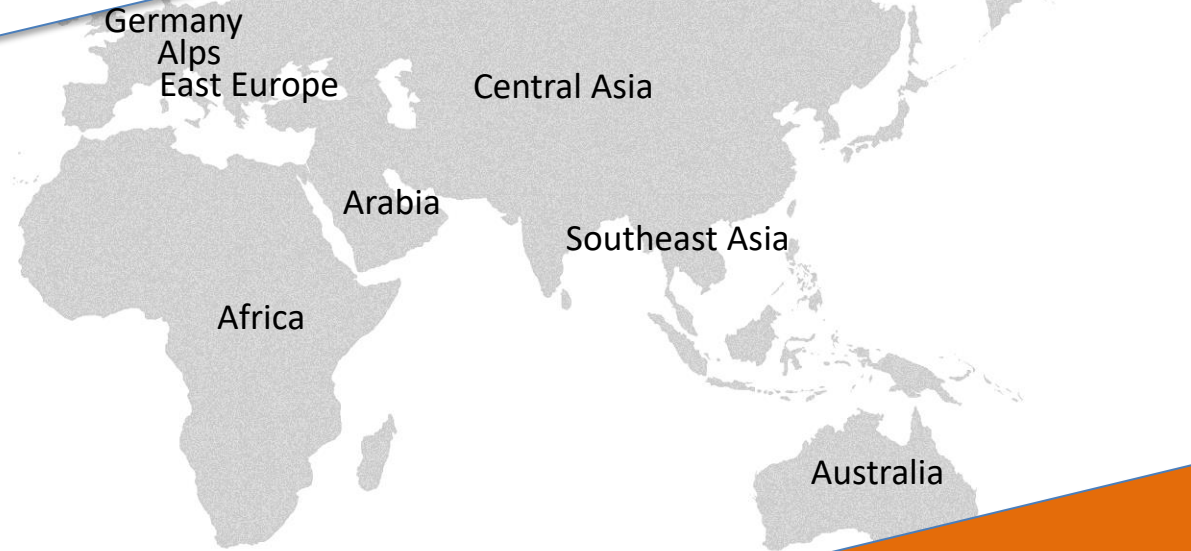 Germany
Alps
East Europe
Central Asia
Arabia
Southeast Asia
Africa
Australia